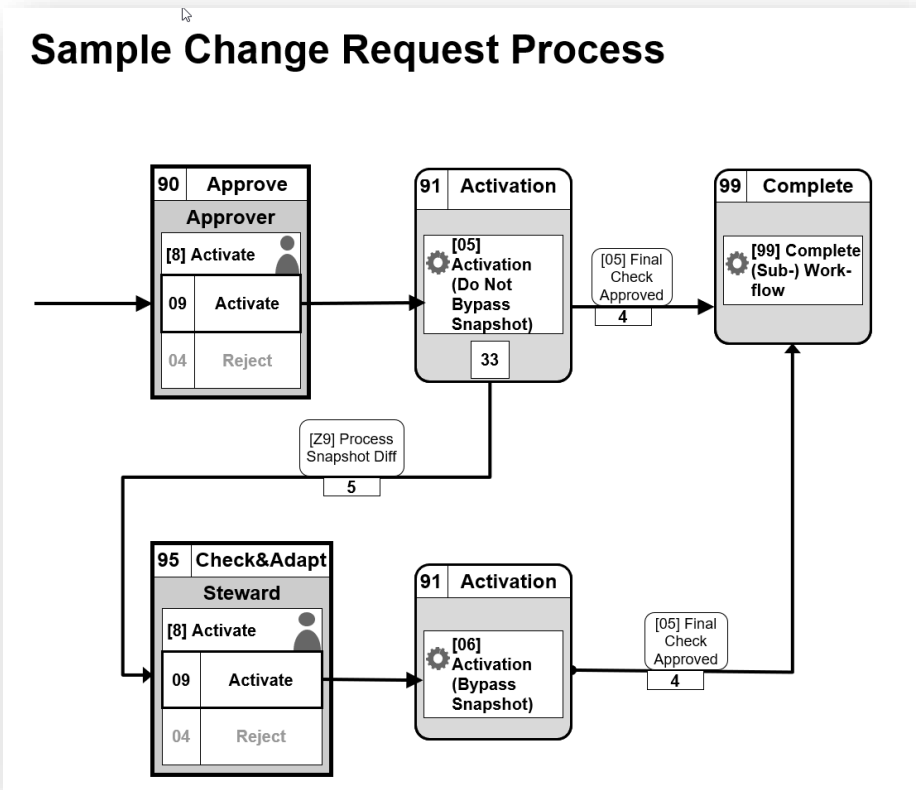 Sample Change Request Process
90 Approve
Approver
[8] Activate
09 Activate
04 Reject
91 Activation
[05]
Activation
(Do Not
Bypass
Snapshot)
33
[05] Final
Check
Approved
4
99 Complete
[99] Complete
(Sub-) Work-
flow
[Z9] Process
Snapshot Diff
5
95 Check&Adapt
Steward
[8] Activate
09 Activate
04 Reject
91 Activation
[06]
Activation
(Bypass
Snapshot)
[05] Final
Check
Approved
4